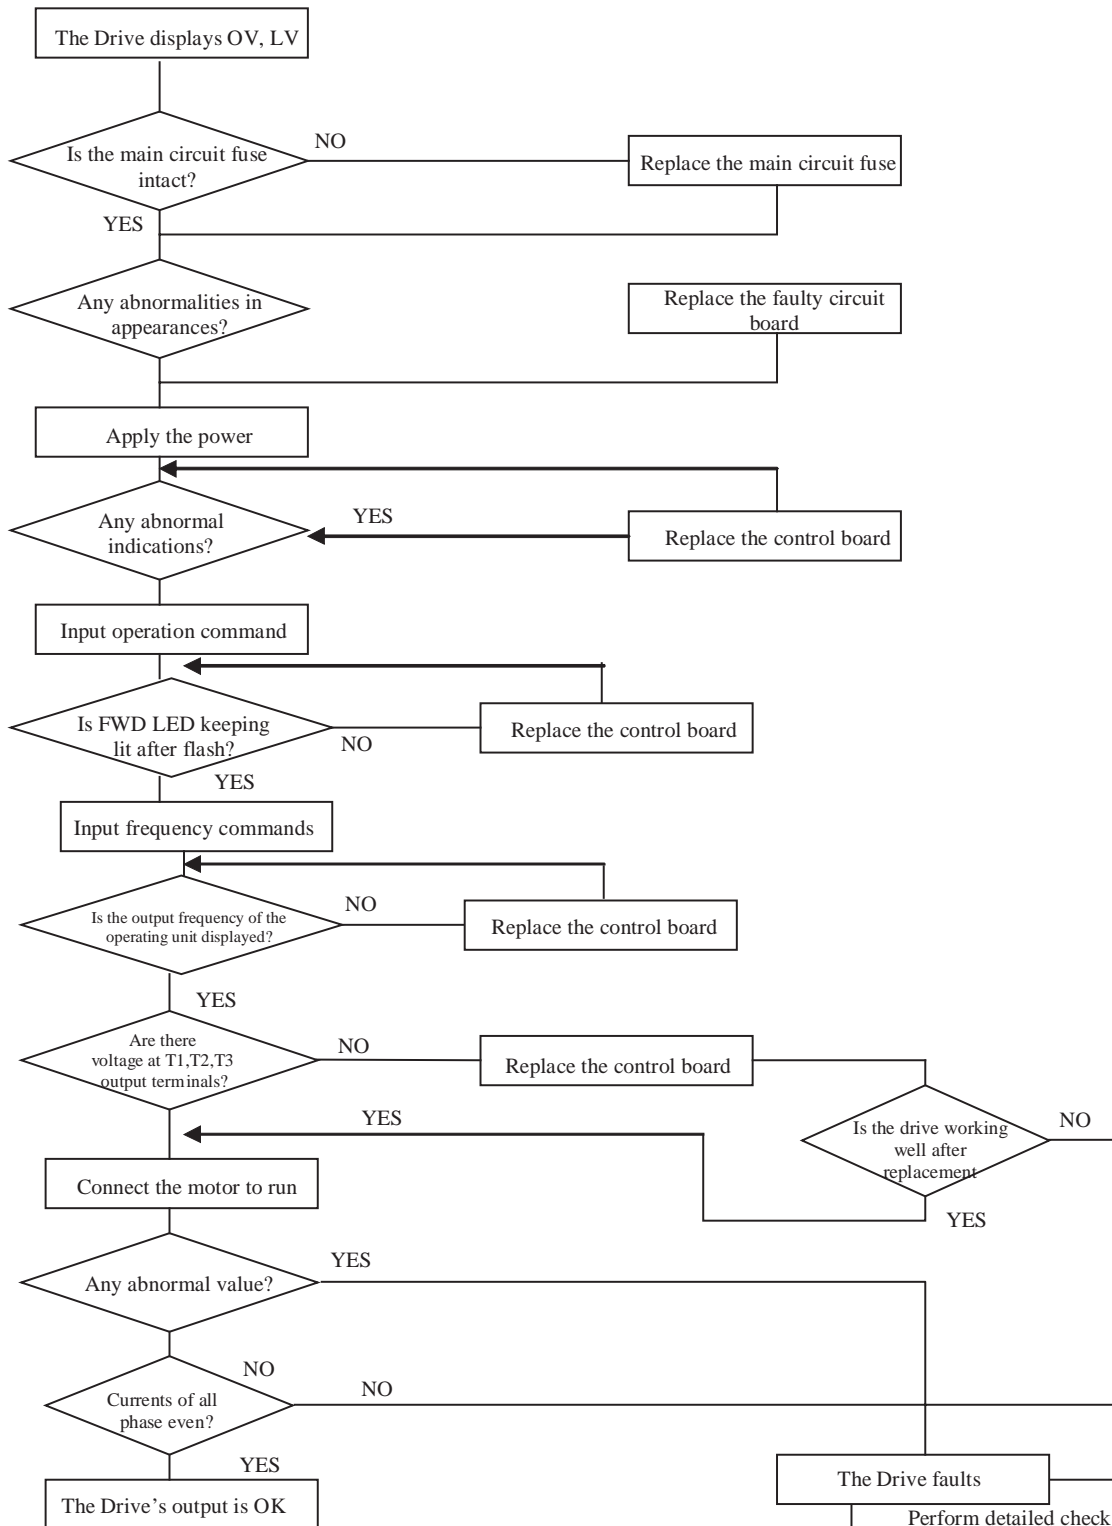 The Drive displays OV, LV
NO
Is the main circuit fuse
intact?
Replace the main circuit fuse
YES
Any abnormalities in
appearances?
Replace the faulty circuit
board
Apply the power
Any abnormal
indications?
YES
Replace the control board
Input operation command
Is FWD LED keeping
lit after flash?
NO
Replace the control board
YES
Input frequency commands
Is the output frequency of the
operating unit displayed?
NO
Replace the control board
YES
Are there
voltage at T1,T2,T3
output terminals?
NO
Replace the control board
YES
Is the drive working
well after
replacement
NO
YES
Connect the motor to run
Any abnormal value?
YES
NO
Currents of all
phase even?
NO
YES
The Drive faults
The Drive's output is OK
Perform detailed check